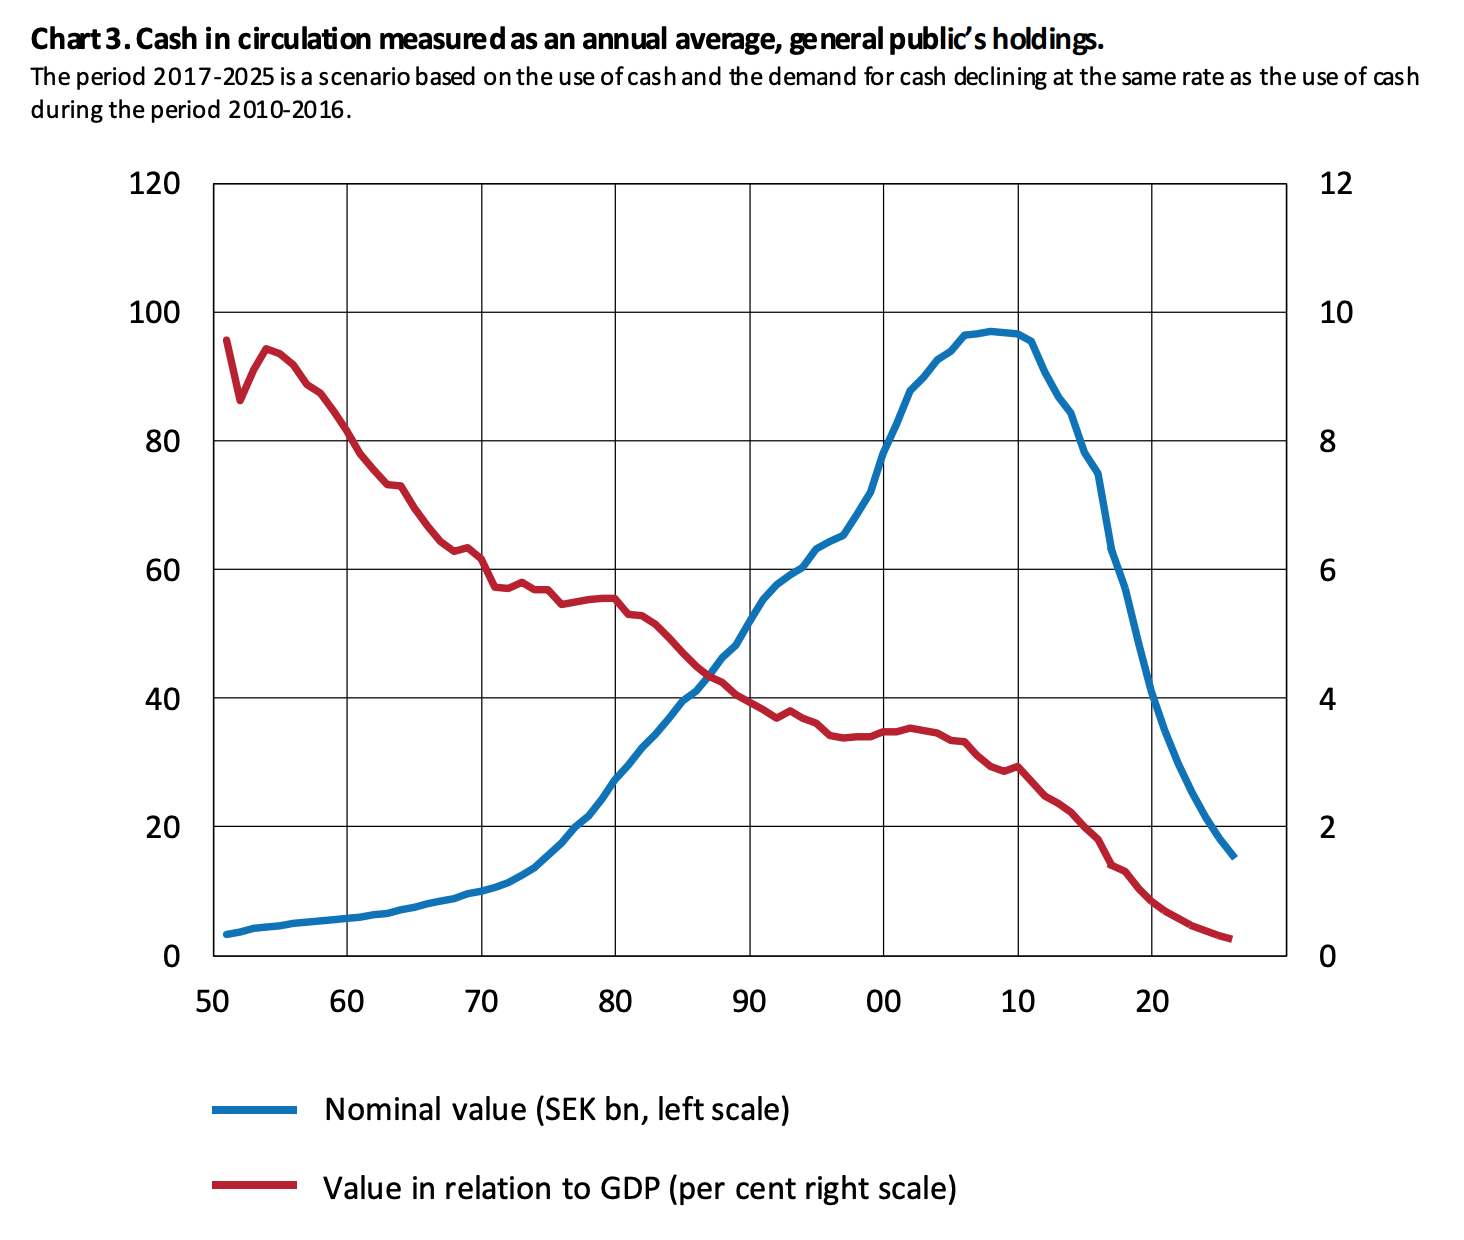 Chart 3. Cash in circulation measured as an annual average, general public’s holdings.
The period 2017-2025 is a scenario based on the use of cash and the demand for cash declining at the same rate as the use of cash
during the period 2010-2016.
120 12
100 10
80 8
60 6
40 4
20 2
0 0
50 60 70 80 90 00 10 20
Nominal value (SEK bn, left scale)
Value in relation to GDP (per cent right scale)